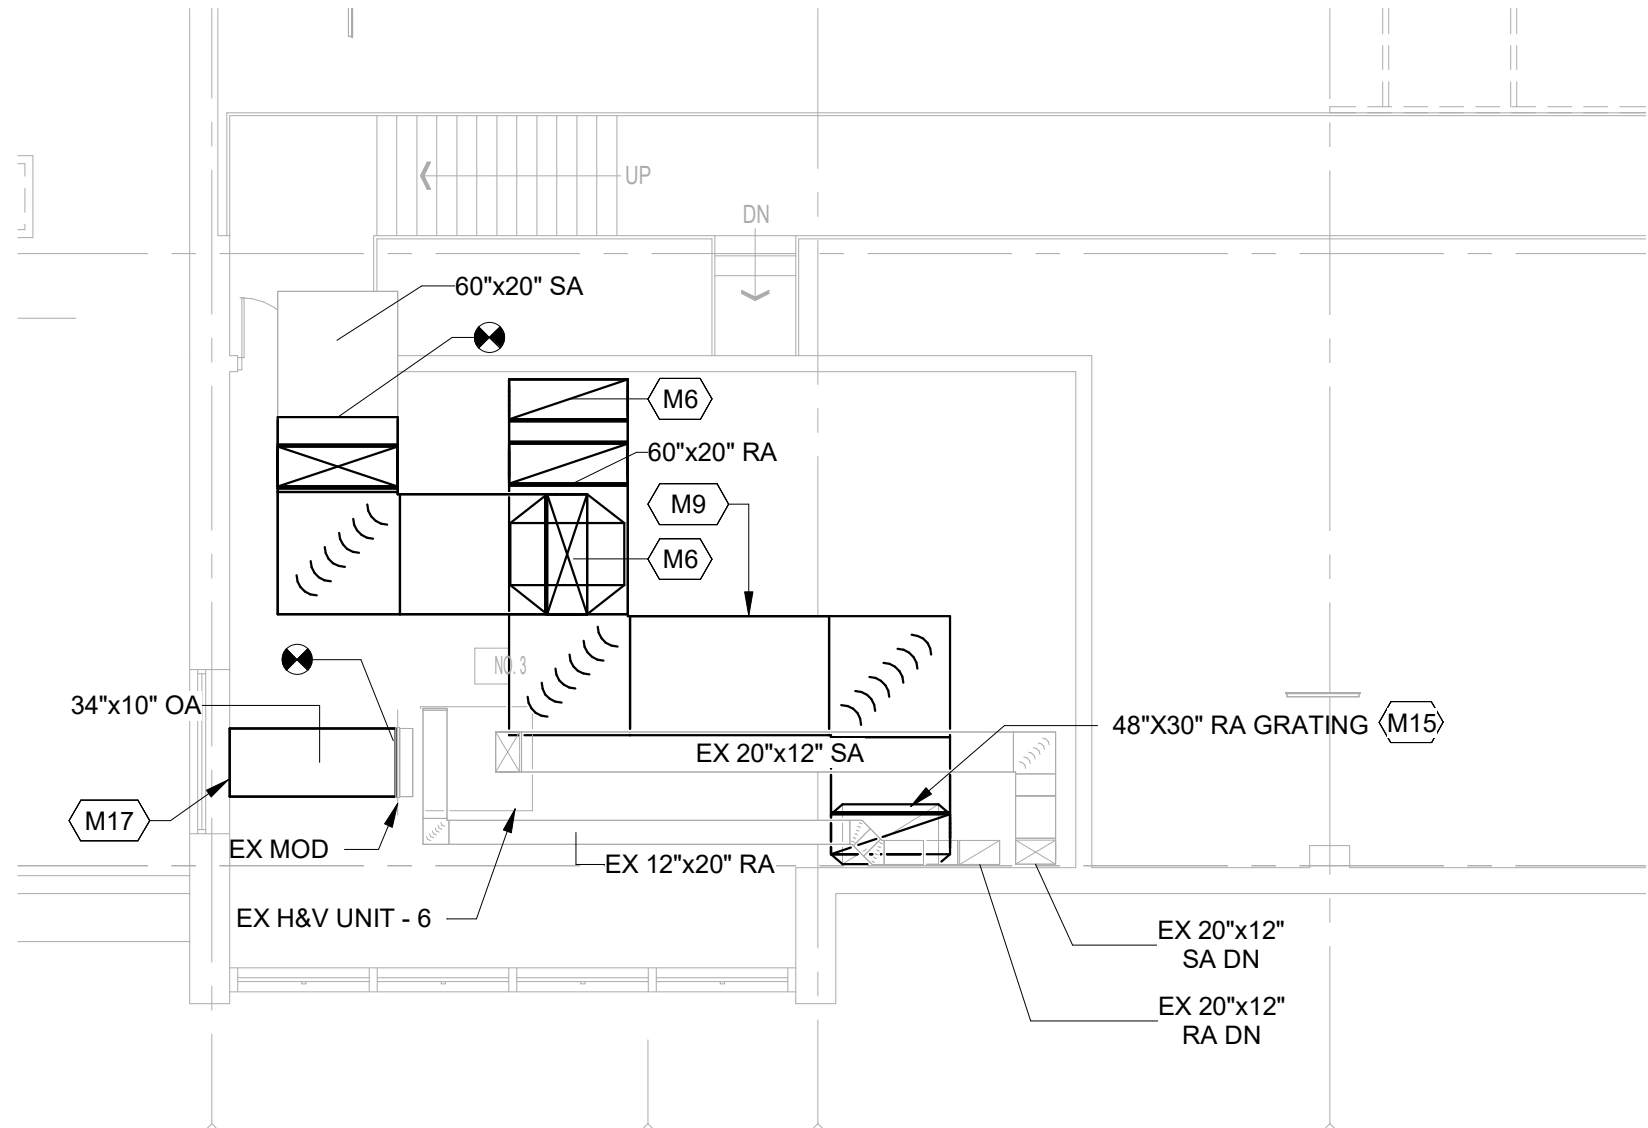 UP
DN
60"x20" SA
M6
60"x20" RA
M9
M6
NO. 3
34"x10" OA
48"X30" RA GRATING
M15
EX 20"x12" SA
M17
EX MOD
EX 12"x20" RA
EX H&V UNIT - 6
EX 20"x12"
SA DN
EX 20"x12"
RA DN